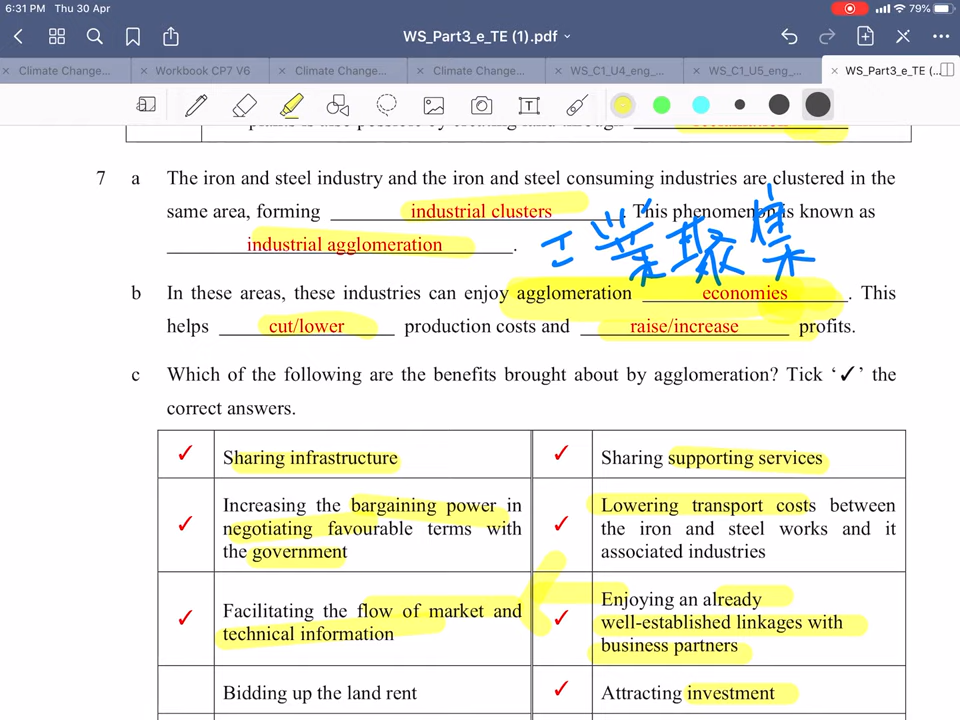 6:31 PM Thu 30 Apr
79%
WS_Part3_e_TE (1).pdf
Climate Change...
Workbook CP7 V6
Climate Change...
Climate Change...
WS_C1_U4_eng_...
WS_C1_U5_eng_...
WS_Part3_e_TE (...
7 a The iron and steel industry and the iron and steel consuming industries are clustered in the
same area, forming industrial clusters. This phenomenon is known as
industrial agglomeration.
工業聚集
b In these areas, these industries can enjoy agglomeration economies. This
helps cut/lower production costs and raise/increase profits.
c Which of the following are the benefits brought about by agglomeration? Tick ‘✓’ the
correct answers.
✓ Sharing infrastructure
✓ Sharing supporting services
✓ Increasing the bargaining power in
negotiating favourable terms with
the government
✓ Lowering transport costs between
the iron and steel works and it
associated industries
✓ Facilitating the flow of market and
technical information
✓ Enjoying an already
well-established linkages with
business partners
Bidding up the land rent
✓ Attracting investment